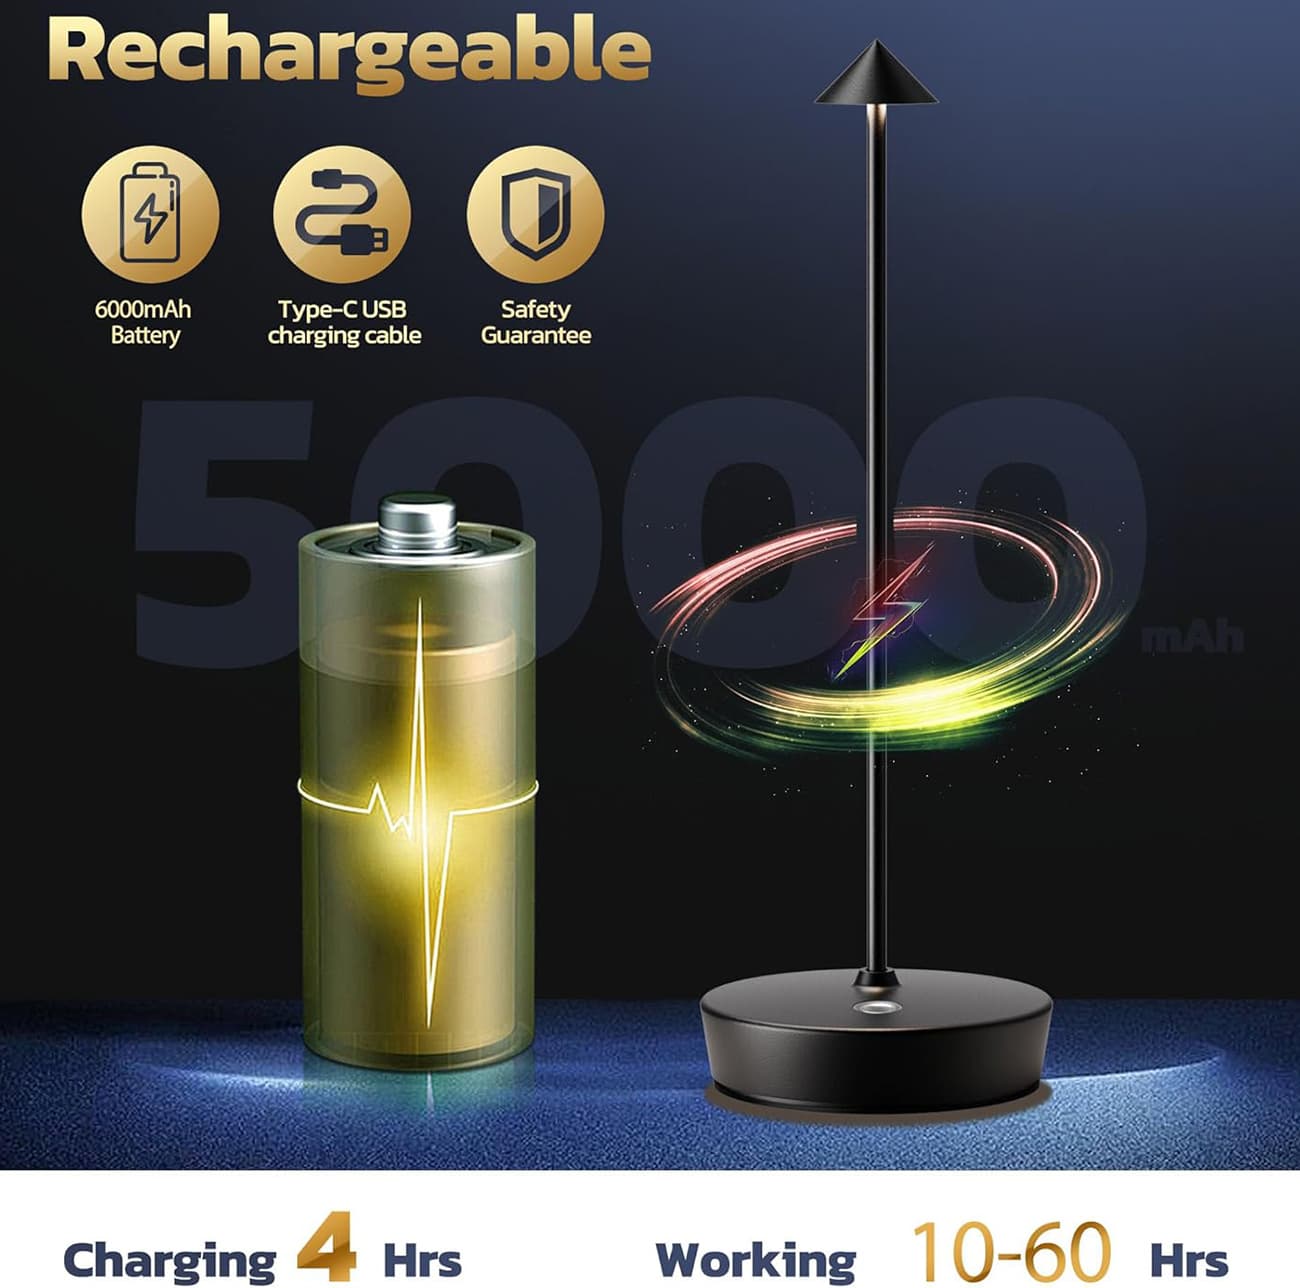 Rechargeable
6000mAh
Battery
Type-C USB
charging cable
Safety
Guarantee
5000 mAh
Charging 4 Hrs
Working 10-60 Hrs